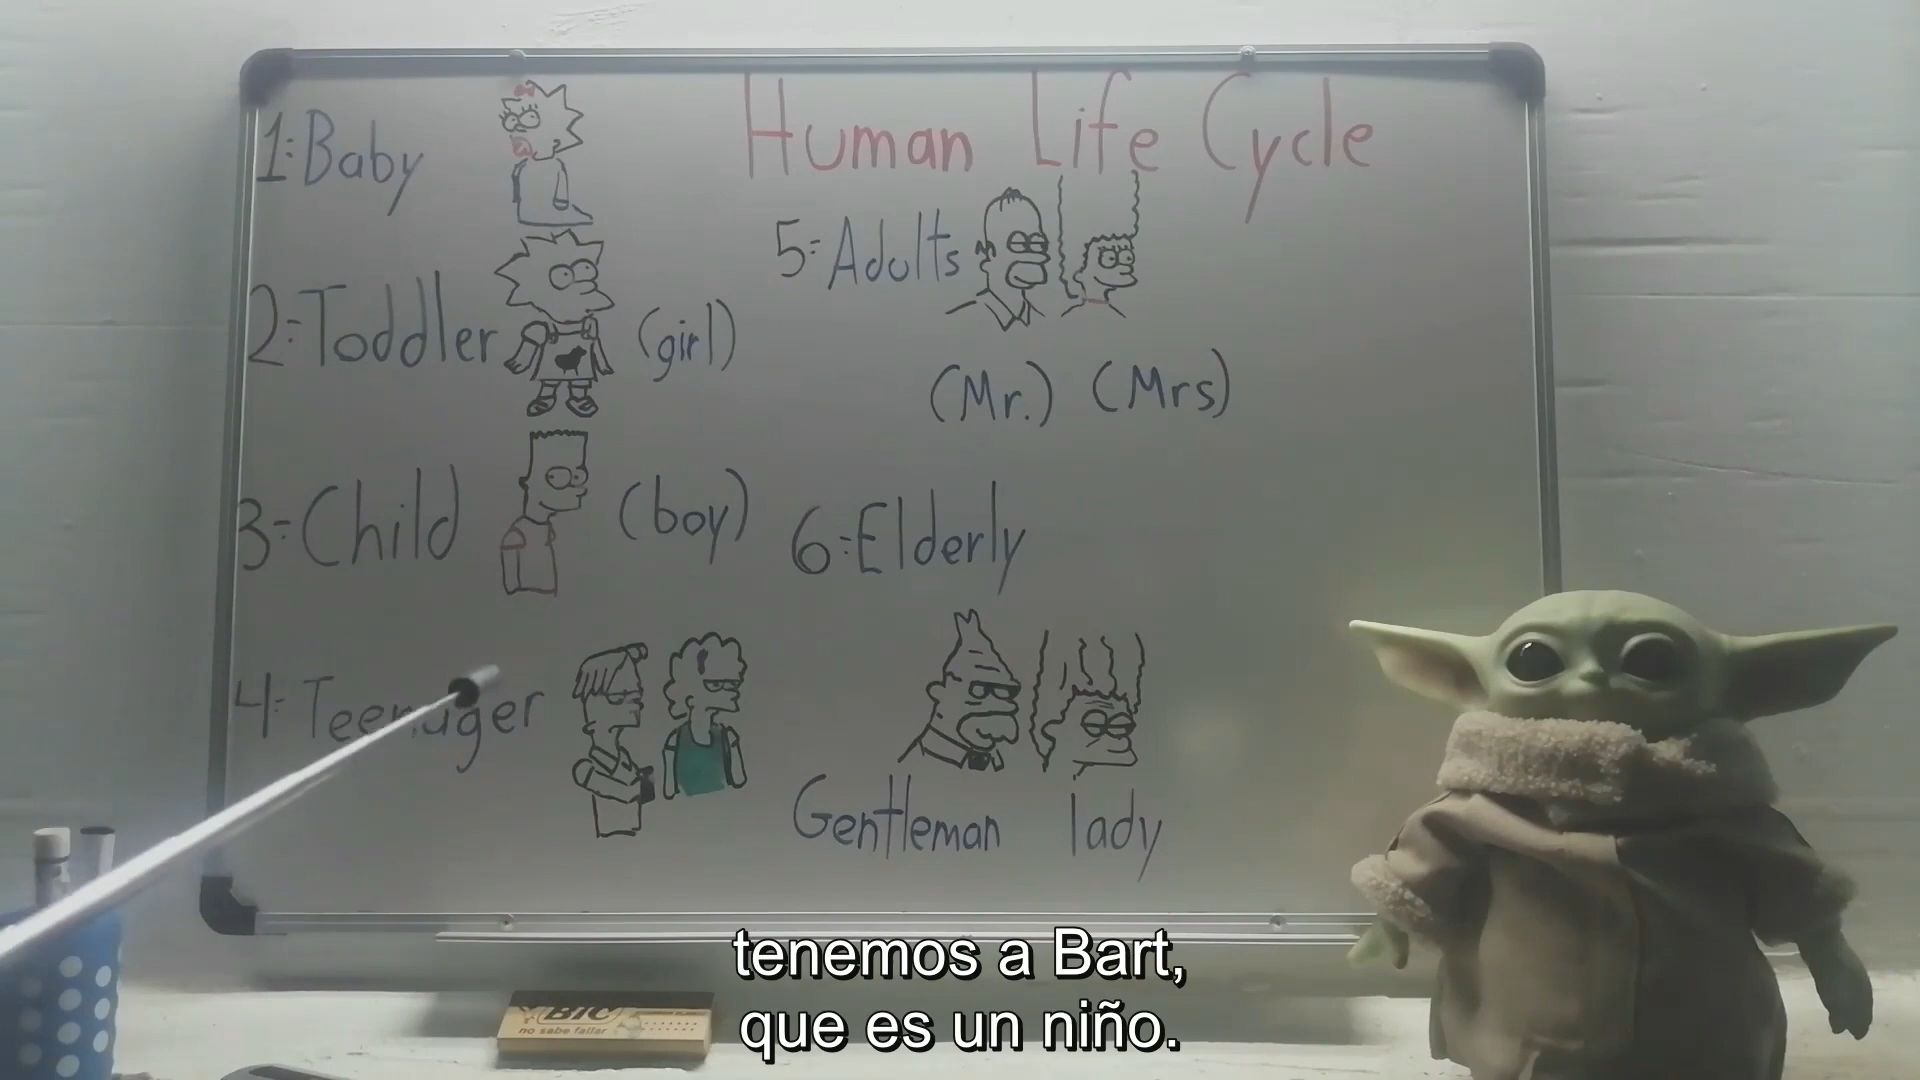 Human Life Cycle
1: Baby
2: Toddler (girl)
3: Child (boy)
4: Teenager
5: Adults
(Mr.) (Mrs)
6: Elderly
Gentleman lady
BIC
no sabe fallar
tenemos a Bart,
que es un niño.